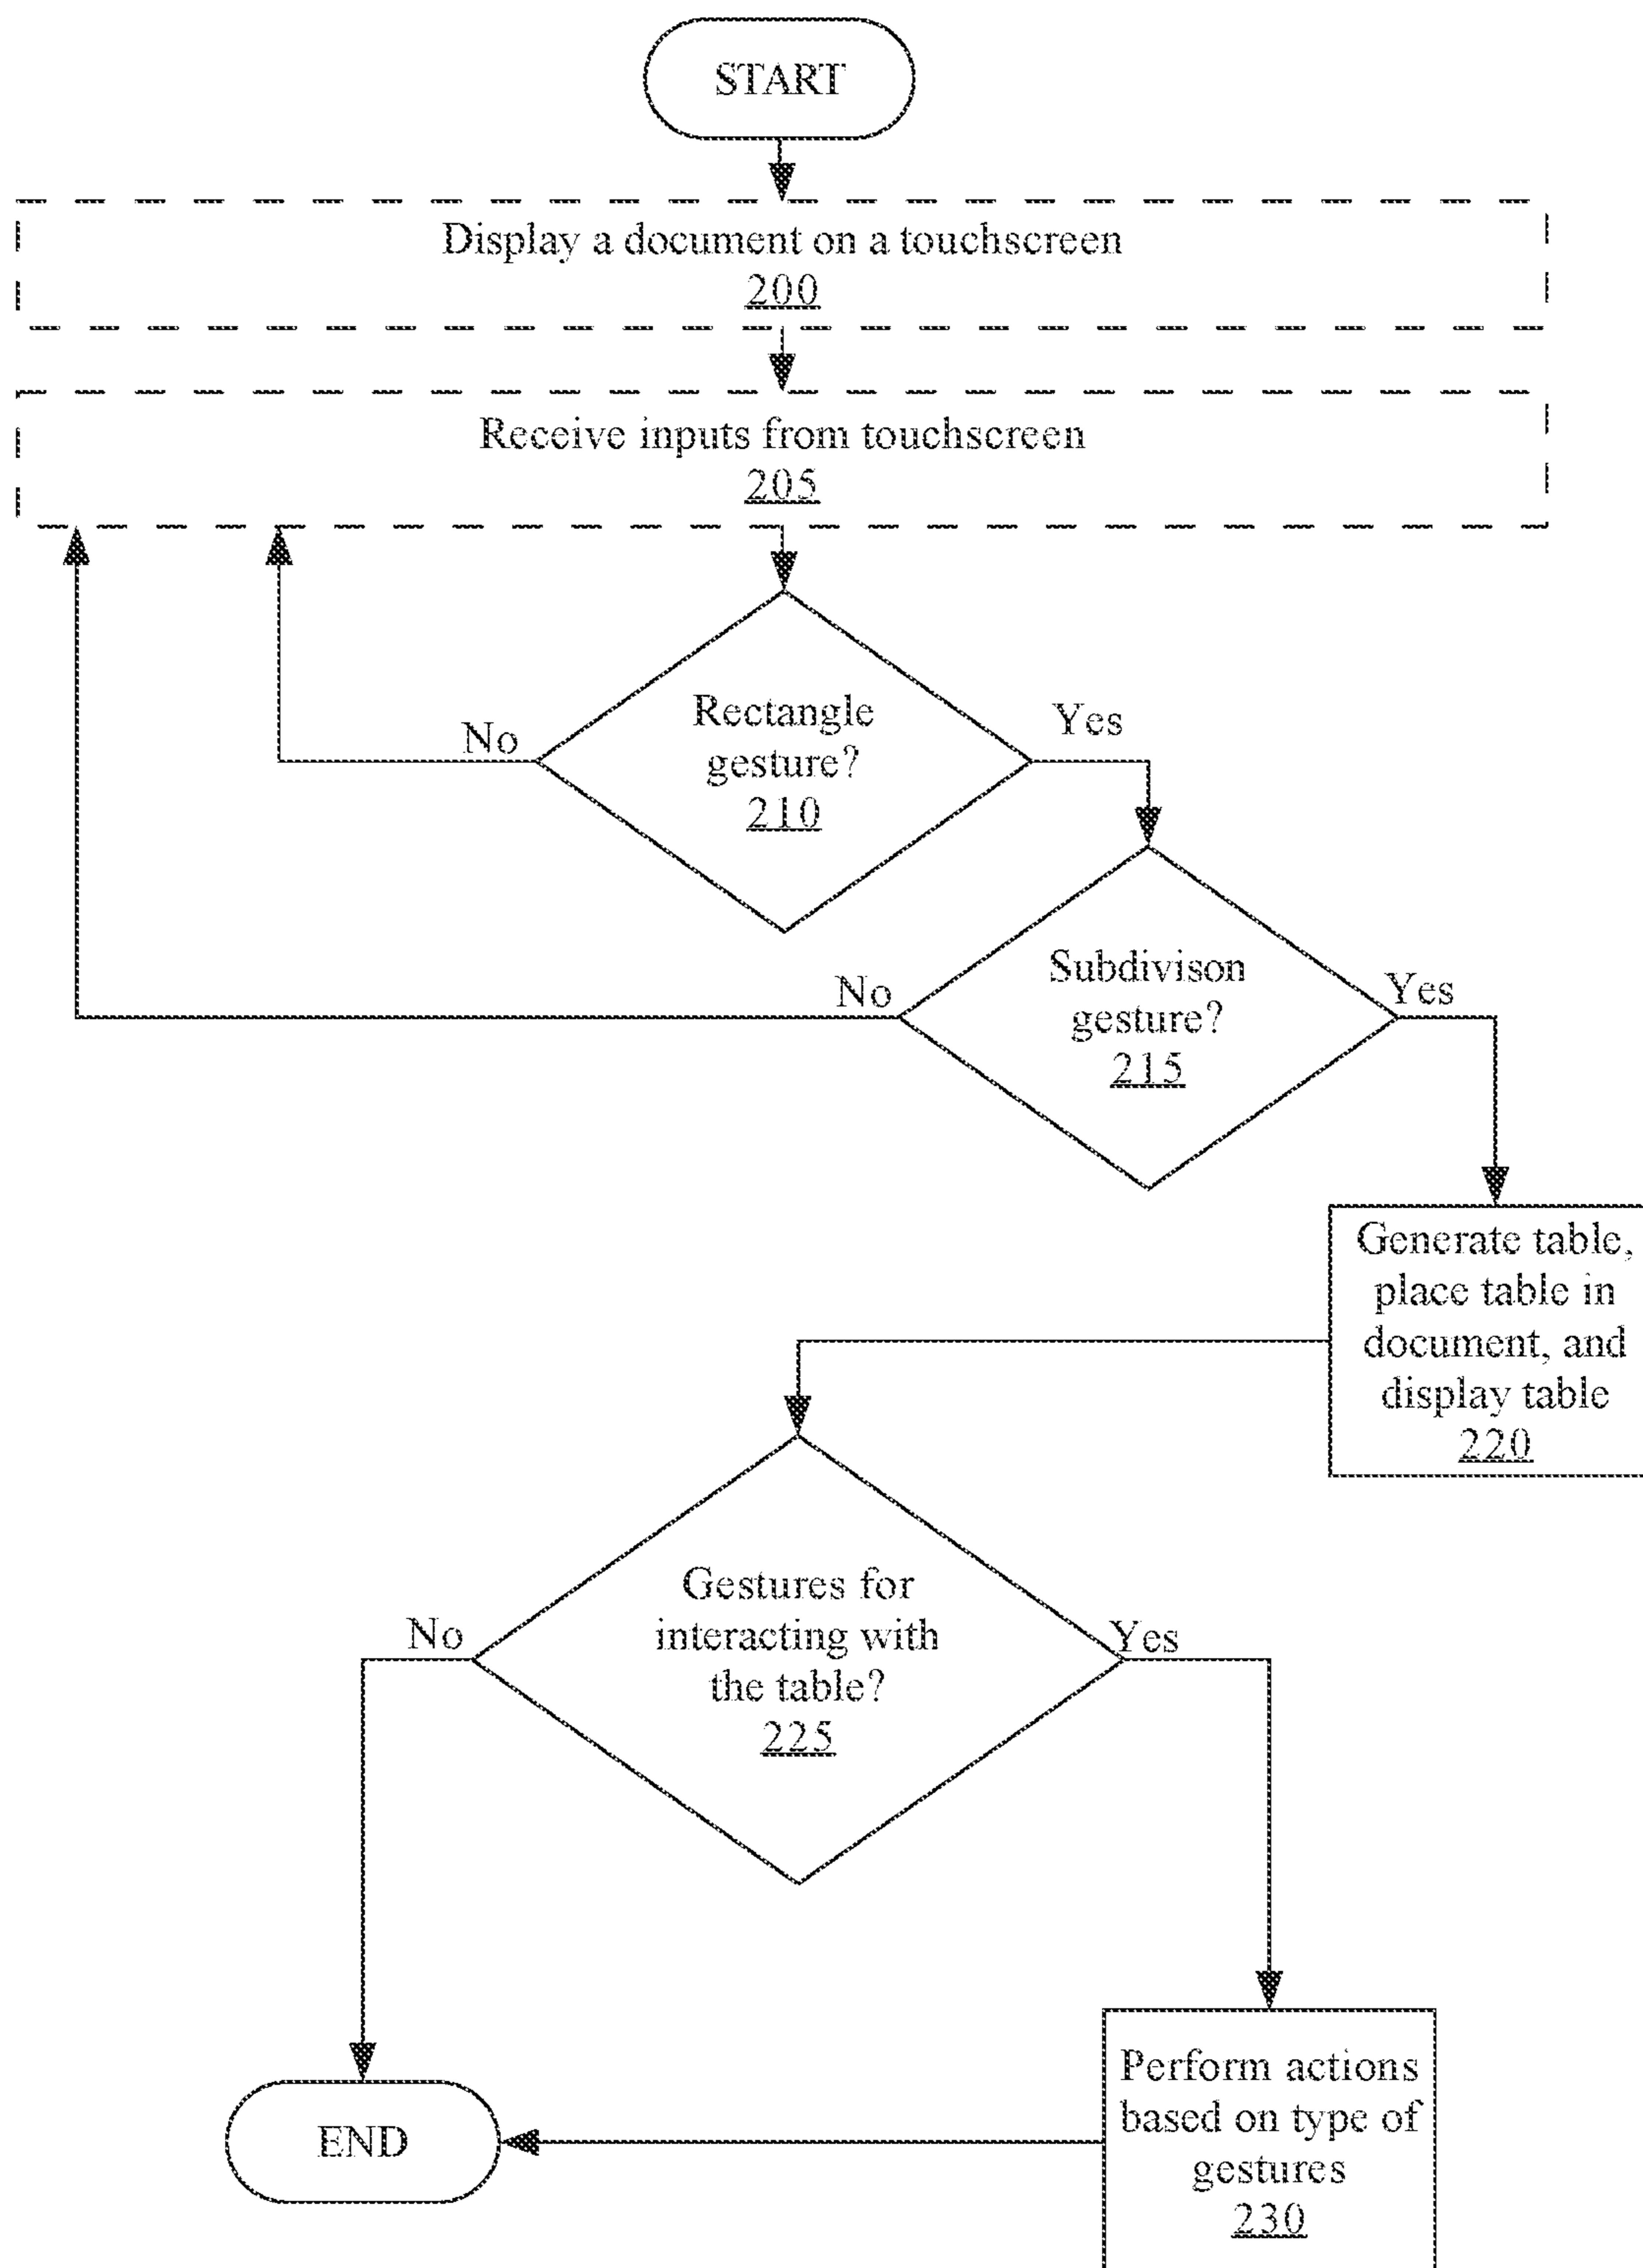 START
Display a document on a touchscreen
200
Receive inputs from touchscreen
205
Rectangle
gesture?
210
No
Yes
Subdivison
gesture?
215
No
Yes
Generate table,
place table in
document, and
display table
220
Gestures for
interacting with
the table?
225
No
Yes
Perform actions
based on type of
gestures
230
END